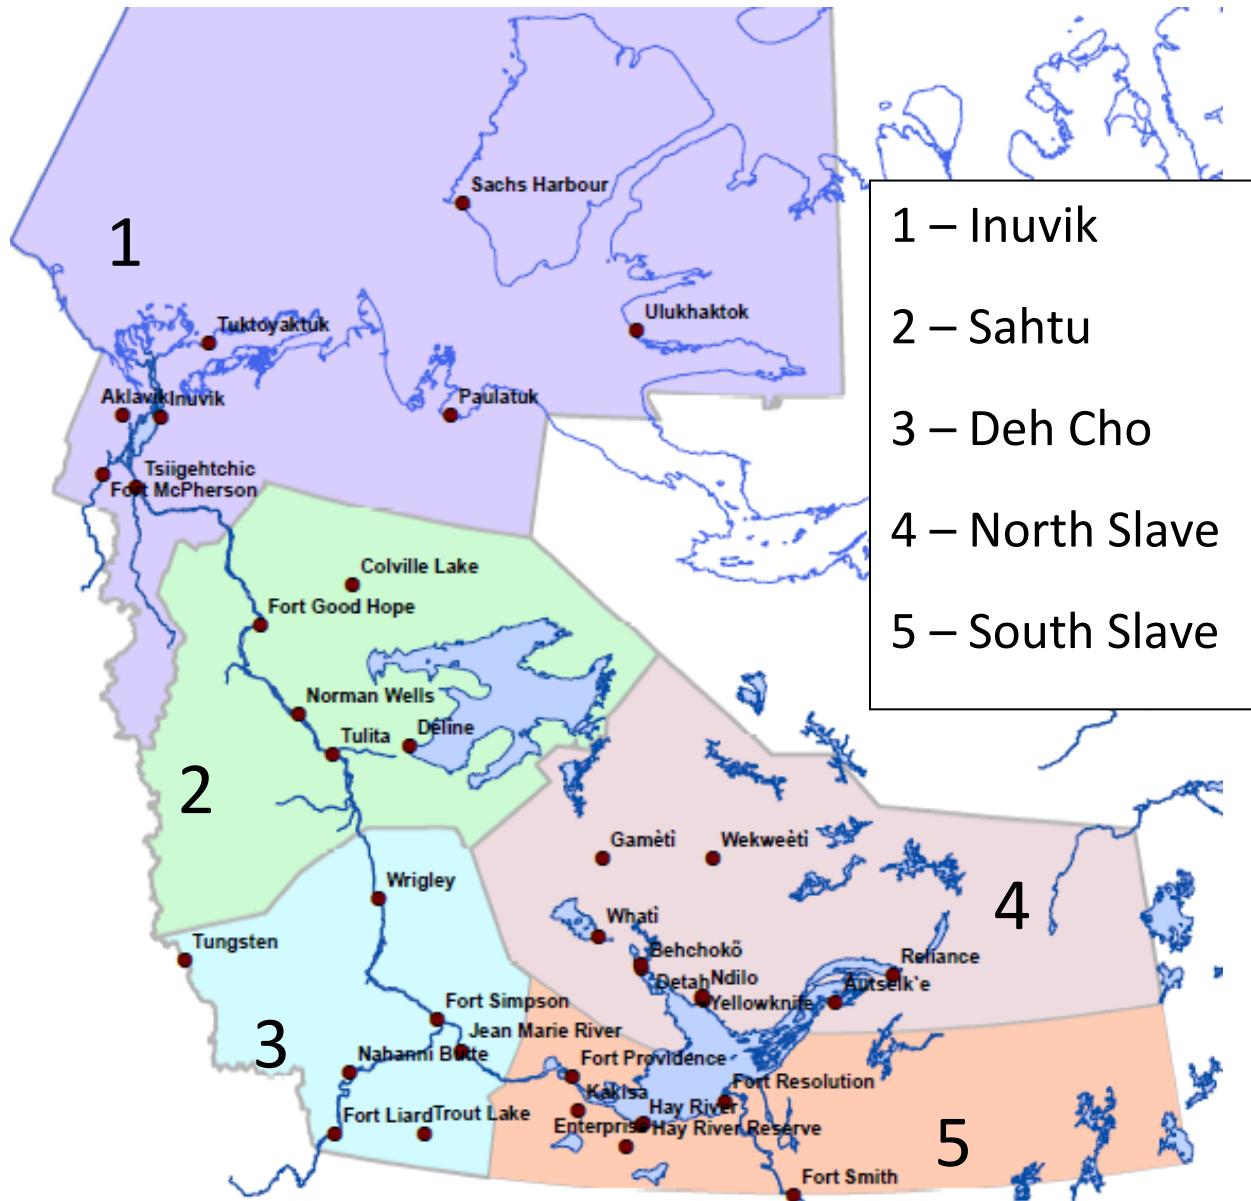 Sachs Harbour
1
1 – Inuvik
2 – Sahtu
3 – Deh Cho
4 – North Slave
5 – South Slave
Ulukhaktok
Tuktoyaktuk
Aklavik
Inuvik
Paulatuk
Tsiigehtchic
Fort McPherson
Colville Lake
Fort Good Hope
Norman Wells
Tulita
Déline
2
Gamètì
Wekweètì
Wrigley
4
Whatì
Tungsten
Behchokõ
Reliance
Detah
Ndilo
Autselk`e
Yellowknife
Fort Simpson
3
Jean Marie River
Nahanni Butte
Fort Providence
Fort Resolution
Kakisa
Hay River
Fort Liard
Trout Lake
Enterprise
Hay River Reserve
5
Fort Smith